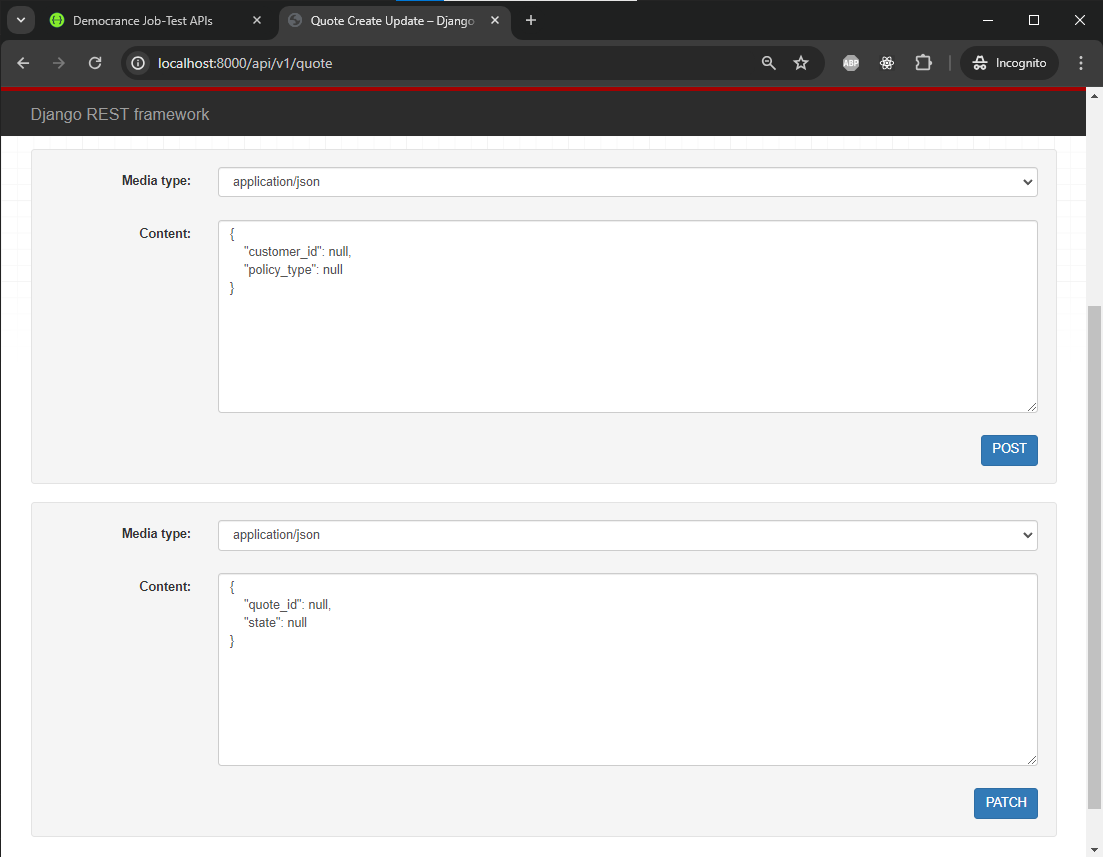 Democrance Job-Test APIs
Quote Create Update – Django
localhost:8000/api/v1/quote
ABP
Incognito
Django REST framework
Media type:
application/json
Content:
{
    "customer_id": null,
    "policy_type": null
}
POST
Media type:
application/json
Content:
{
    "quote_id": null,
    "state": null
}
PATCH